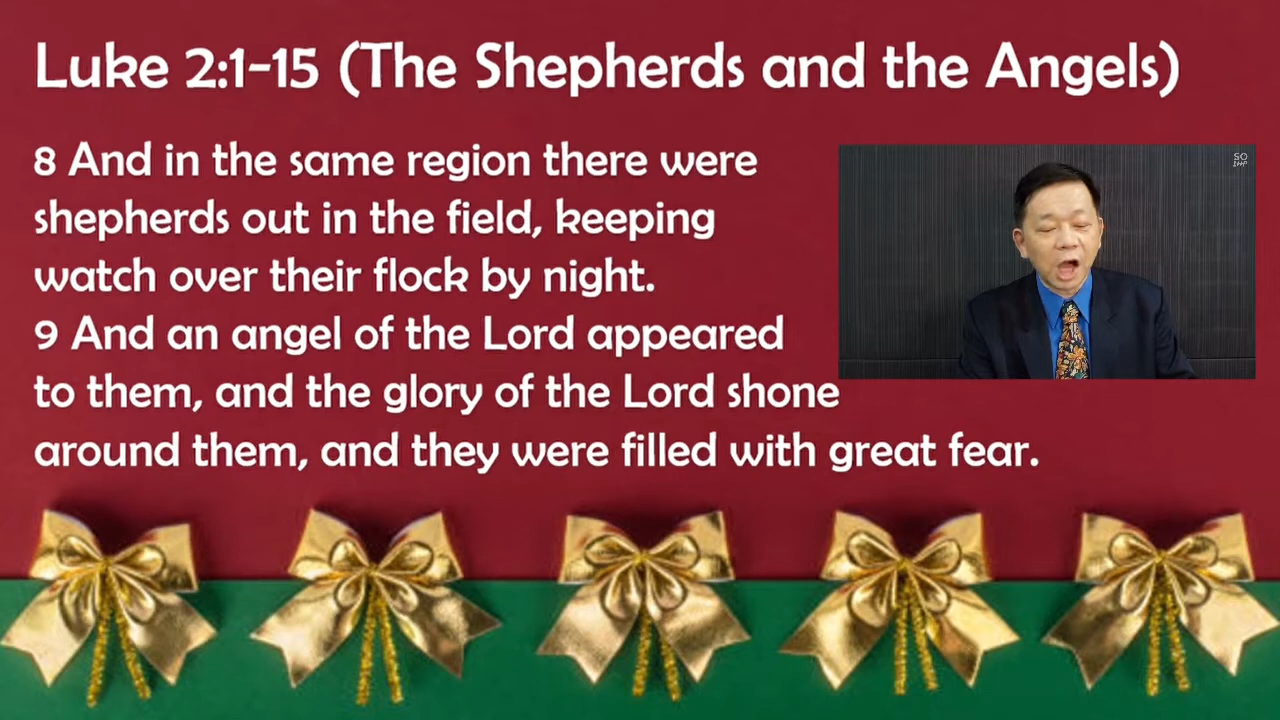 Luke 2:1-15 (The Shepherds and the Angels)
8 And in the same region there were
shepherds out in the field, keeping
watch over their flock by night.
9 And an angel of the Lord appeared
to them, and the glory of the Lord shone
around them, and they were filled with great fear.
SO